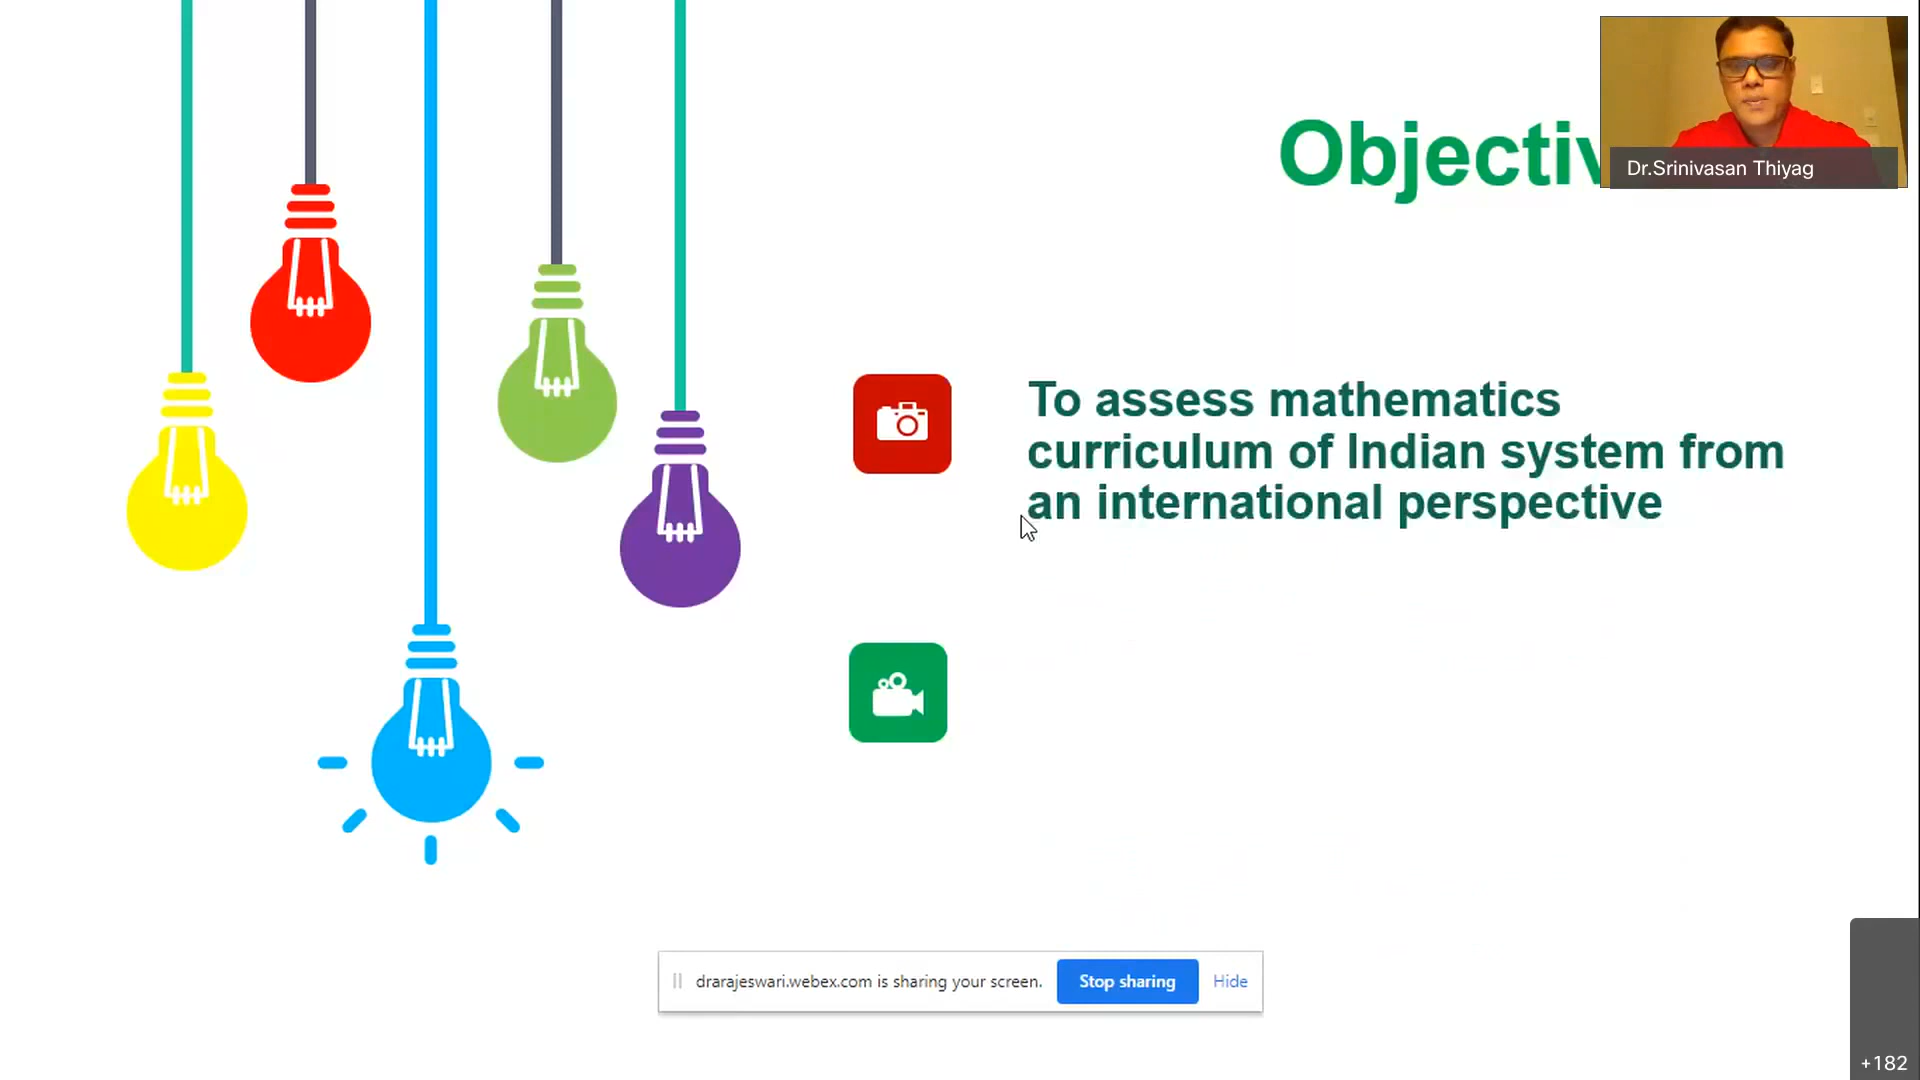 Objectiv
Dr.Srinivasan Thiyag
To assess mathematics
curriculum of Indian system from
an international perspective
drarajeswari.webex.com is sharing your screen.
Stop sharing
Hide
+182